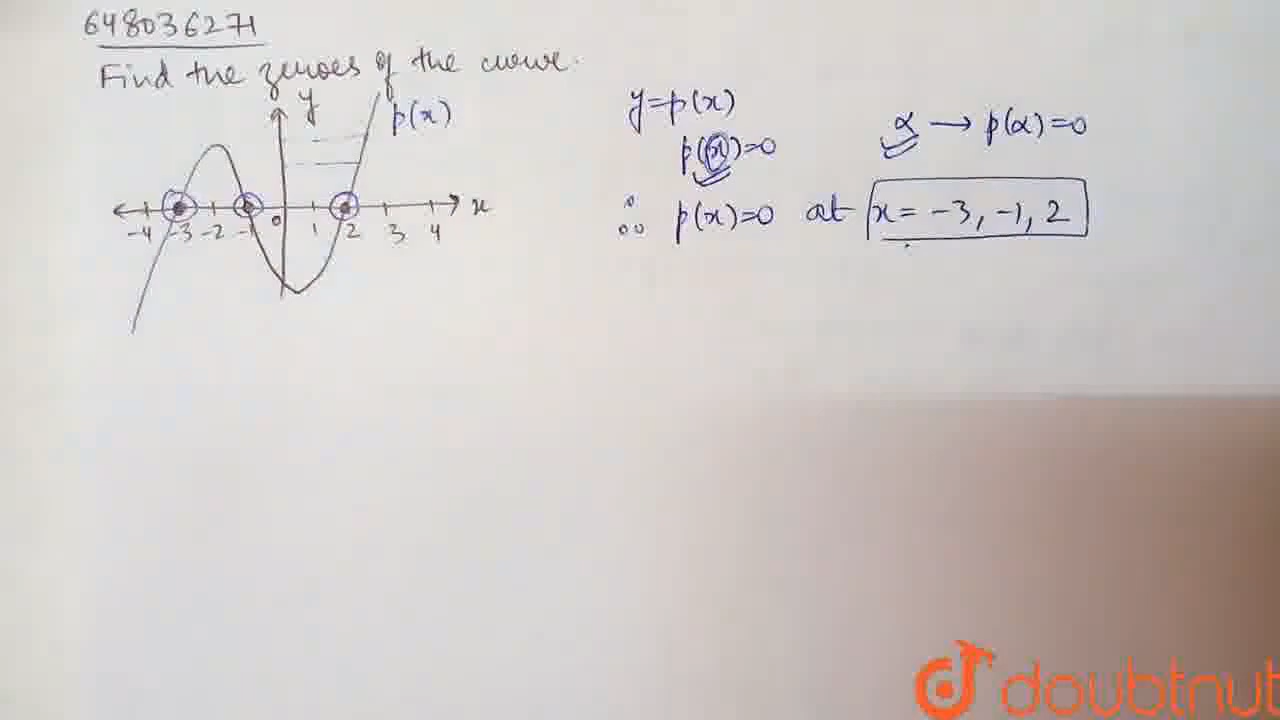 648036271
Find the zeroes of the curve.
y
p(x)
x
-4 -3 -2 -1 0 1 2 3 4
y=p(x)
p(x)=0
α → p(α)=0
∴ p(x)=0 at x = -3, -1, 2
doubtnut